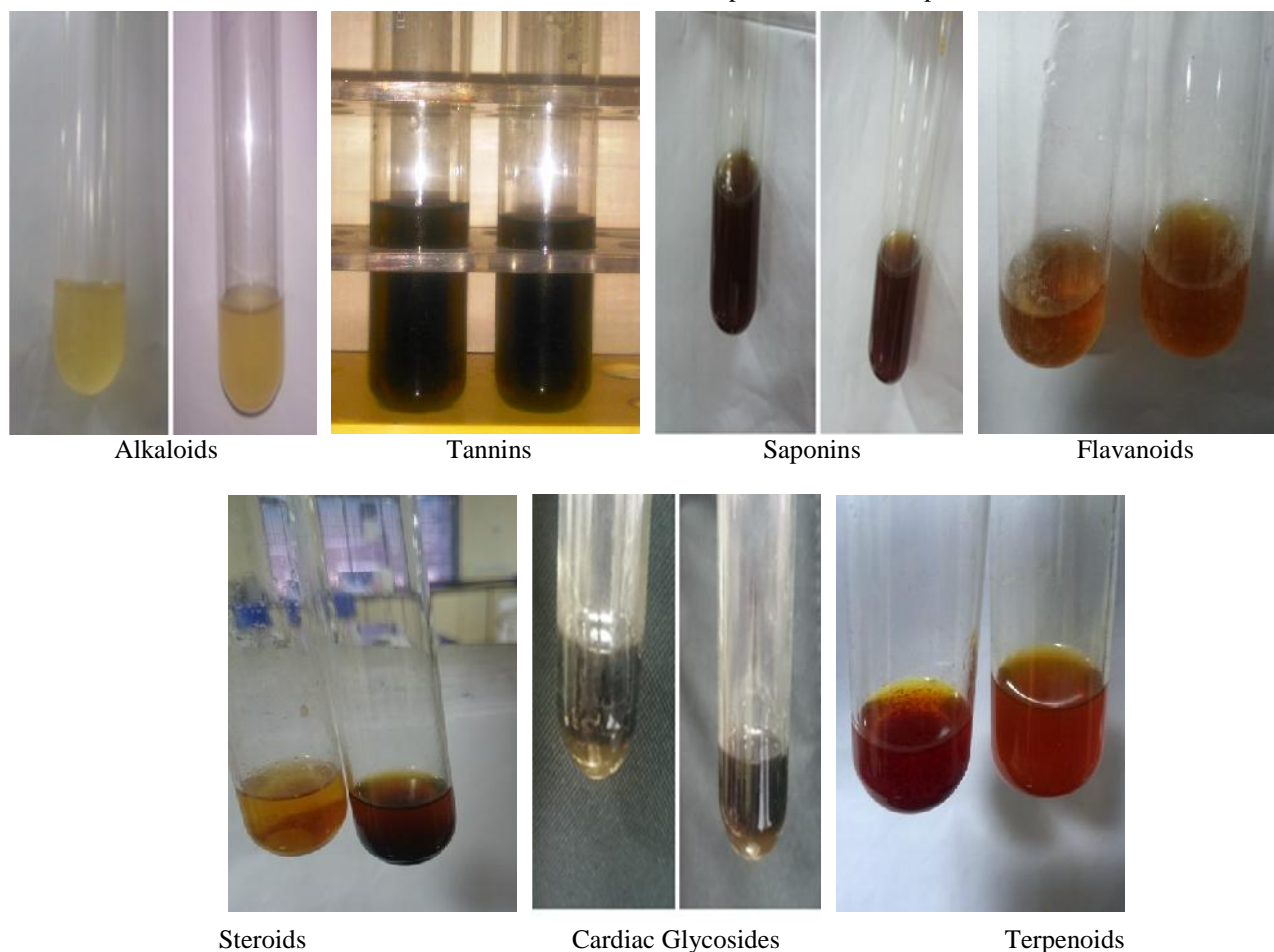 Alkaloids
Tannins
Saponins
Flavanoids
Steroids
Cardiac Glycosides
Terpenoids